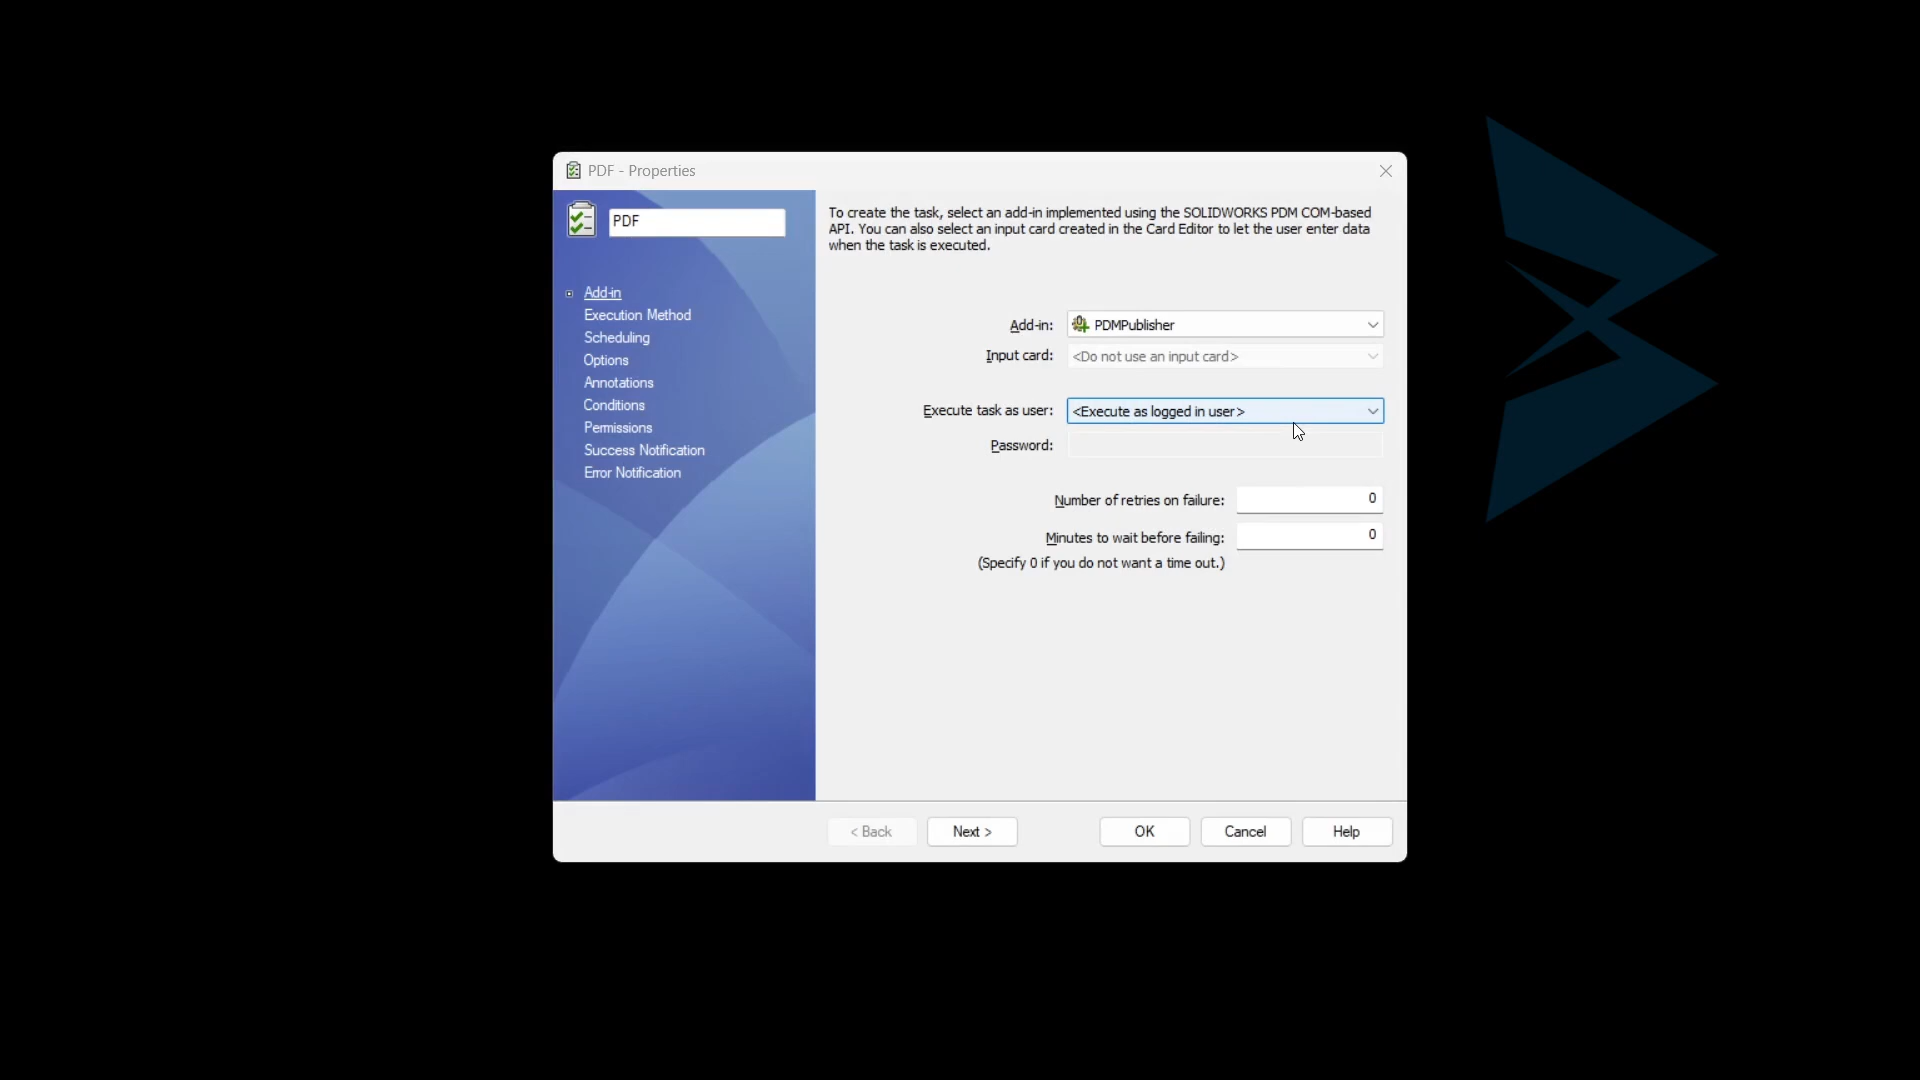 PDF - Properties
PDF
Add-in
Execution Method
Scheduling
Options
Annotations
Conditions
Permissions
Success Notification
Error Notification
To create the task, select an add-in implemented using the SOLIDWORKS PDM COM-based
API. You can also select an input card created in the Card Editor to let the user enter data
when the task is executed.
Add-in: PDMPublisher
Input card: <Do not use an input card>
Execute task as user: <Execute as logged in user>
Password:
Number of retries on failure: 0
Minutes to wait before failing: 0
(Specify 0 if you do not want a time out.)
< Back Next > OK Cancel Help